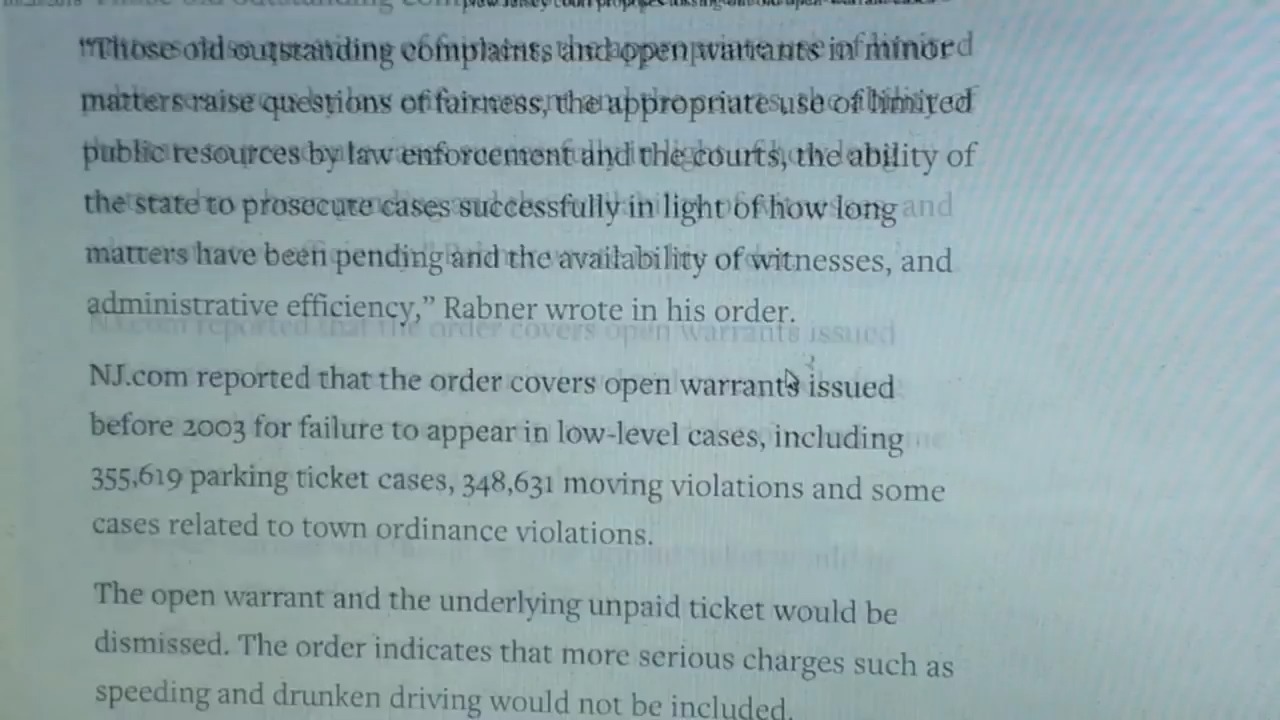 "Those old outstanding complaints and open warrants in minor
matters raise questions of fairness, the appropriate use of limited
public resources by law enforcement and the courts, the ability of
the state to prosecute cases successfully in light of how long
matters have been pending and the availability of witnesses, and
administrative efficiency,” Rabner wrote in his order.
NJ.com reported that the order covers open warrants issued
before 2003 for failure to appear in low-level cases, including
355,619 parking ticket cases, 348,631 moving violations and some
cases related to town ordinance violations.
The open warrant and the underlying unpaid ticket would be
dismissed. The order indicates that more serious charges such as
speeding and drunken driving would not be included.